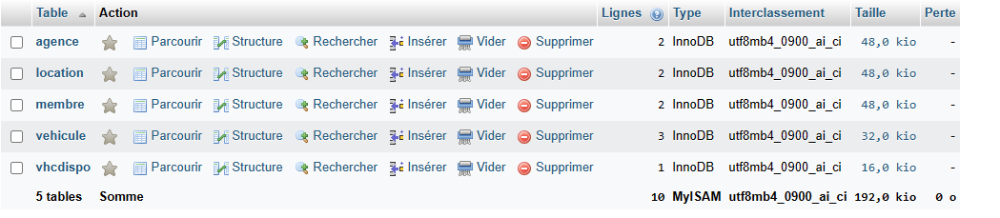 Table Action Lignes Type Interclassement Taille Perte
agence Parcourir Structure Rechercher Insérer Vider Supprimer 2 InnoDB utf8mb4_0900_ai_ci 48,0 kio -
location Parcourir Structure Rechercher Insérer Vider Supprimer 2 InnoDB utf8mb4_0900_ai_ci 48,0 kio -
membre Parcourir Structure Rechercher Insérer Vider Supprimer 2 InnoDB utf8mb4_0900_ai_ci 48,0 kio -
vehicule Parcourir Structure Rechercher Insérer Vider Supprimer 3 InnoDB utf8mb4_0900_ai_ci 32,0 kio -
vhcdispo Parcourir Structure Rechercher Insérer Vider Supprimer 1 InnoDB utf8mb4_0900_ai_ci 16,0 kio -
5 tables Somme 10 MyISAM utf8mb4_0900_ai_ci 192,0 kio 0 o